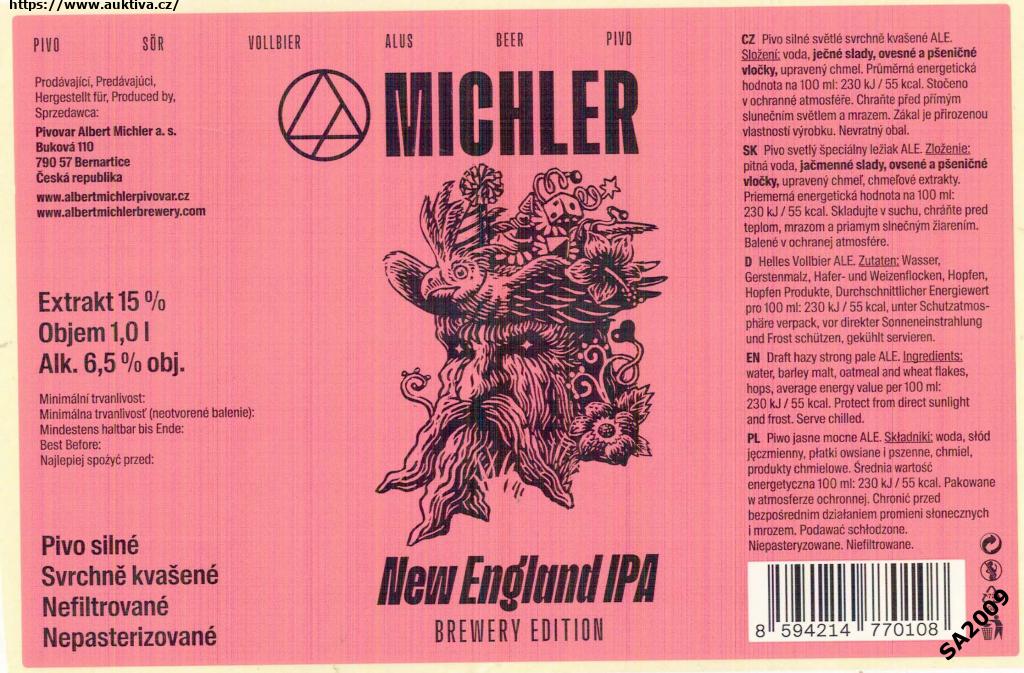 https://www.auktiva.cz/
PIVO SÖR VOLLBIER ALUS BEER PIVO
Prodávající, Predávajúci,
Hergestellt für, Produced by,
Sprzedawca:
Pivovar Albert Michler a. s.
Buková 110
790 57 Bernartice
Česká republika
www.albertmichlerpivovar.cz
www.albertmichlerbrewery.com
Extrakt 15 %
Objem 1,0 l
Alk. 6,5 % obj.
Minimální trvanlivost:
Minimálna trvanlivosť (neotvorené balenie):
Mindestens haltbar bis Ende:
Best Before:
Najlepiej spożyć przed:
Pivo silné
Svrchně kvašené
Nefiltrované
Nepasterizované
MICHLER
New England IPA
BREWERY EDITION
CZ Pivo silné světlé svrchně kvašené ALE.
Složení: voda, ječné slady, ovesné a pšeničné
vločky, upravený chmel. Průměrná energetická
hodnota na 100 ml: 230 kJ / 55 kcal. Stočeno
v ochranné atmosféře. Chraňte před přímým
slunečním světlem a mrazem. Zákal je přirozenou
vlastností výrobku. Nevratný obal.
SK Pivo svetlý špeciálny ležiak ALE. Zloženie:
pitná voda, jačmenné slady, ovsené a pšeničné
vločky, upravený chmeľ, chmeľové extrakty.
Priemerná energetická hodnota na 100 ml:
230 kJ / 55 kcal. Skladujte v suchu, chráňte pred
teplom, mrazom a priamym slnečným žiarením.
Balené v ochranej atmosfére.
D Helles Vollbier ALE. Zutaten: Wasser,
Gerstenmalz, Hafer- und Weizenflocken, Hopfen,
Hopfen Produkte, Durchschnittlicher Energiewert
pro 100 ml: 230 kJ / 55 kcal, unter Schutzatmos-
phäre verpack, vor direkter Sonneneinstrahlung
und Frost schützen, gekühlt servieren.
EN Draft hazy strong pale ALE. Ingredients:
water, barley malt, oatmeal and wheat flakes,
hops, average energy value per 100 ml:
230 kJ / 55 kcal. Protect from direct sunlight
and frost. Serve chilled.
PL Piwo jasne mocne ALE. Składniki: woda, słód
jęczmienny, płatki owsiane i pszenne, chmiel,
produkty chmielowe. Średnia wartość
energetyczna 100 ml: 230 kJ / 55 kcal. Pakowane
w atmosferze ochronnej. Chronić przed
bezpośrednim działaniem promieni słonecznych
i mrozem. Podawać schłodzone.
Niepasteryzowane. Niefiltrowane.
8 594214 770108
SA2009